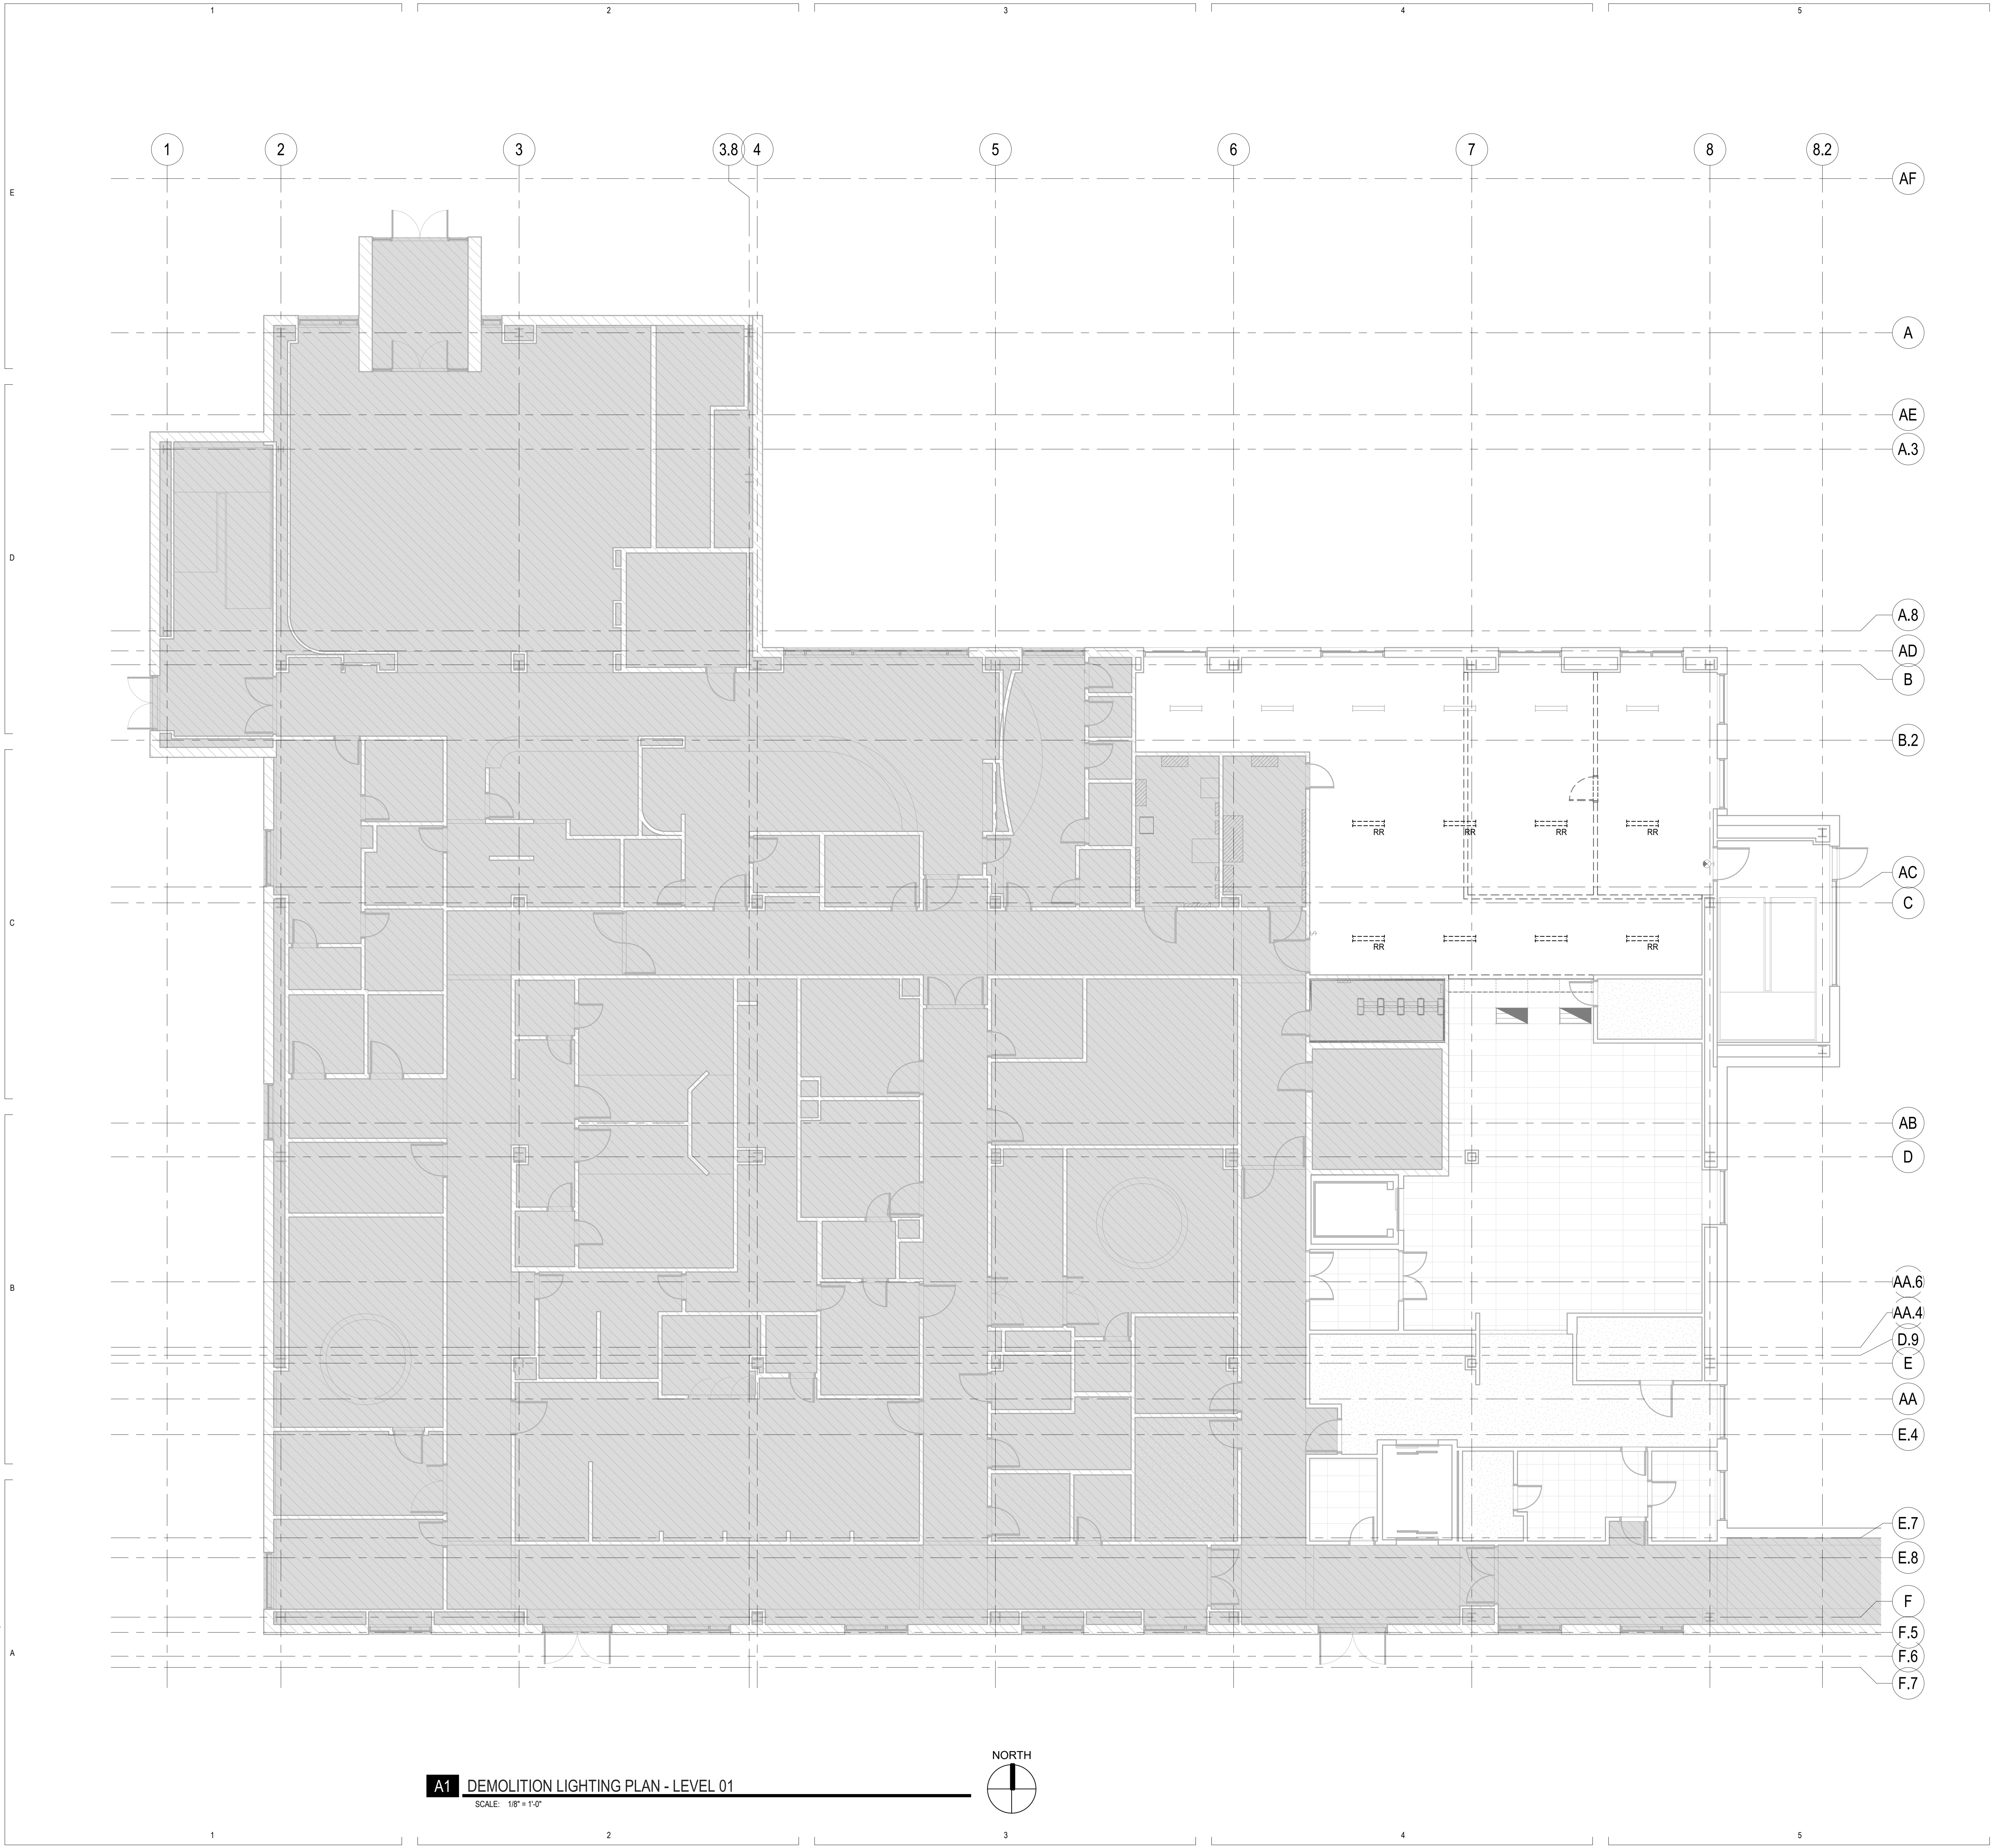 1 2 3 4 5
1 2 3 3.8 4 5 6 7 8 8.2
AF
E
A
AE
A.3
D
A.8
AD
B
B.2
RR RR RR RR
AC
C
C
RR RR
S
AB
D
AA.6
B
AA.4
D.9
E
AA
E.4
E.7
E.8
F
F.5
A
F.6
F.7
NORTH
A1 DEMOLITION LIGHTING PLAN - LEVEL 01
SCALE: 1/8" = 1'-0"
1 2 3 4 5